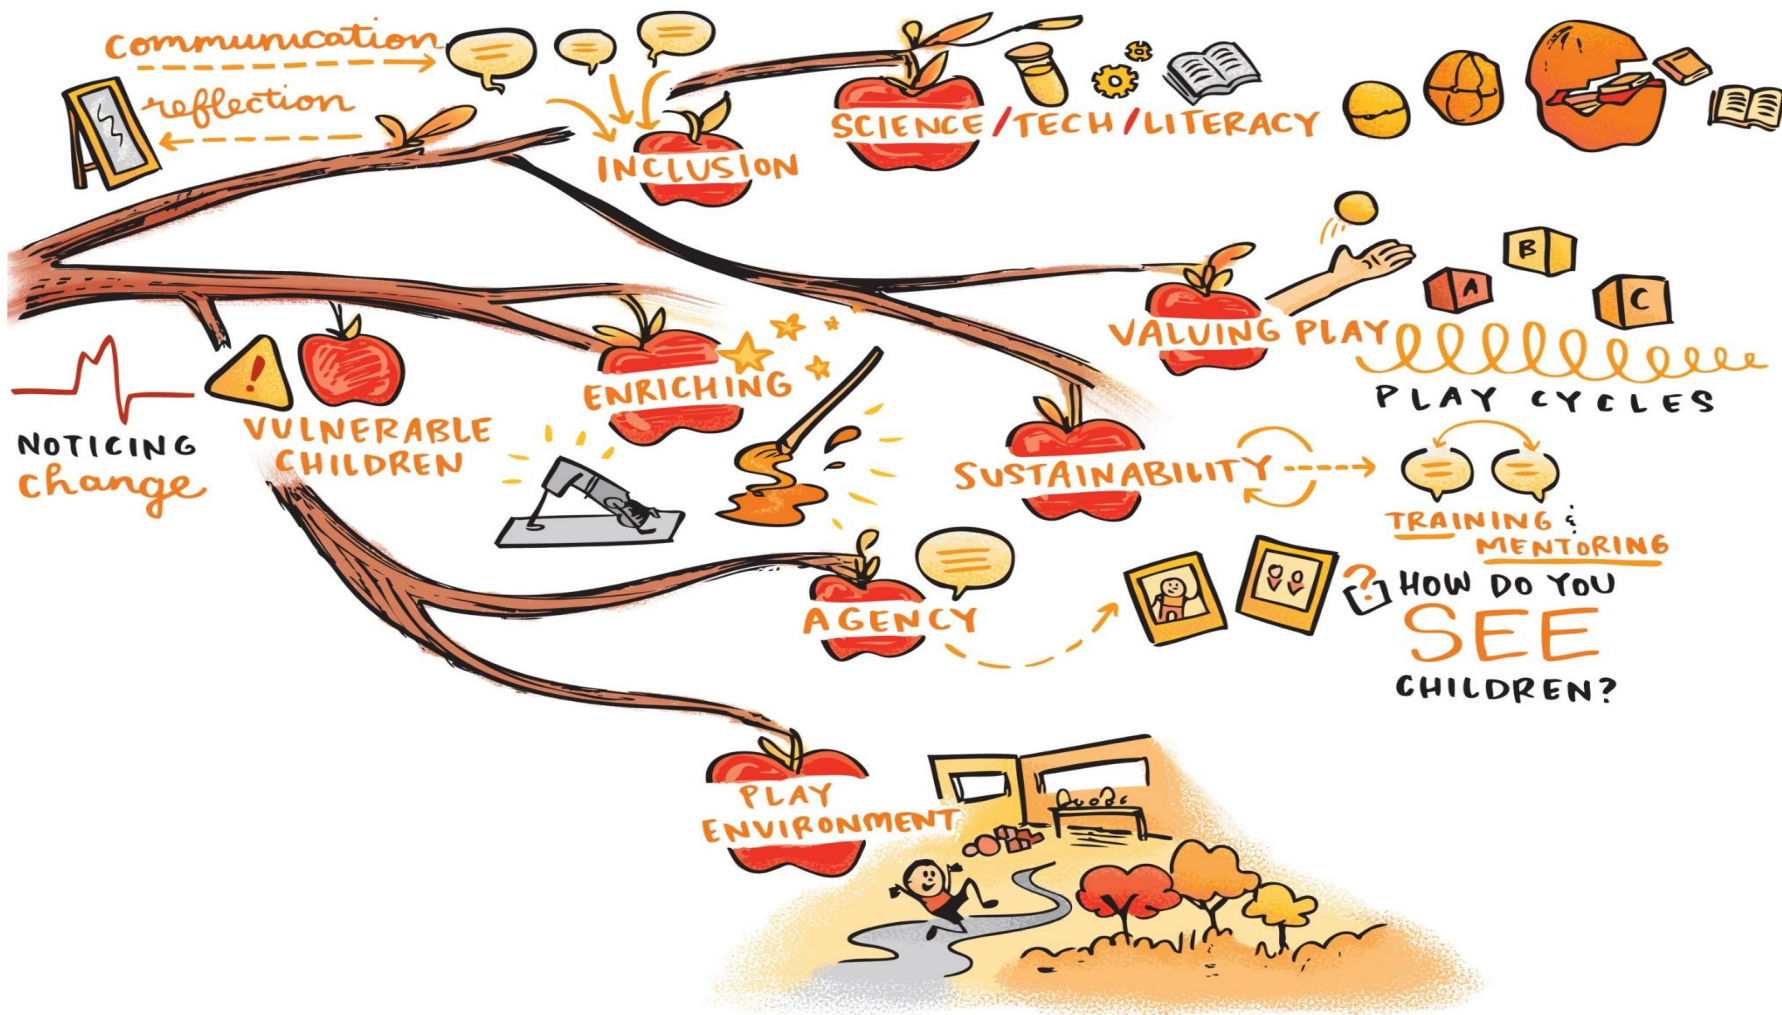 communication
reflection
INCLUSION
SCIENCE / TECH / LITERACY
VALUING PLAY
A
B
C
PLAY CYCLES
NOTICING
change
!
VULNERABLE
CHILDREN
ENRICHING
SUSTAINABILITY
TRAINING &
MENTORING
AGENCY
? HOW DO YOU
SEE
CHILDREN?
PLAY
ENVIRONMENT